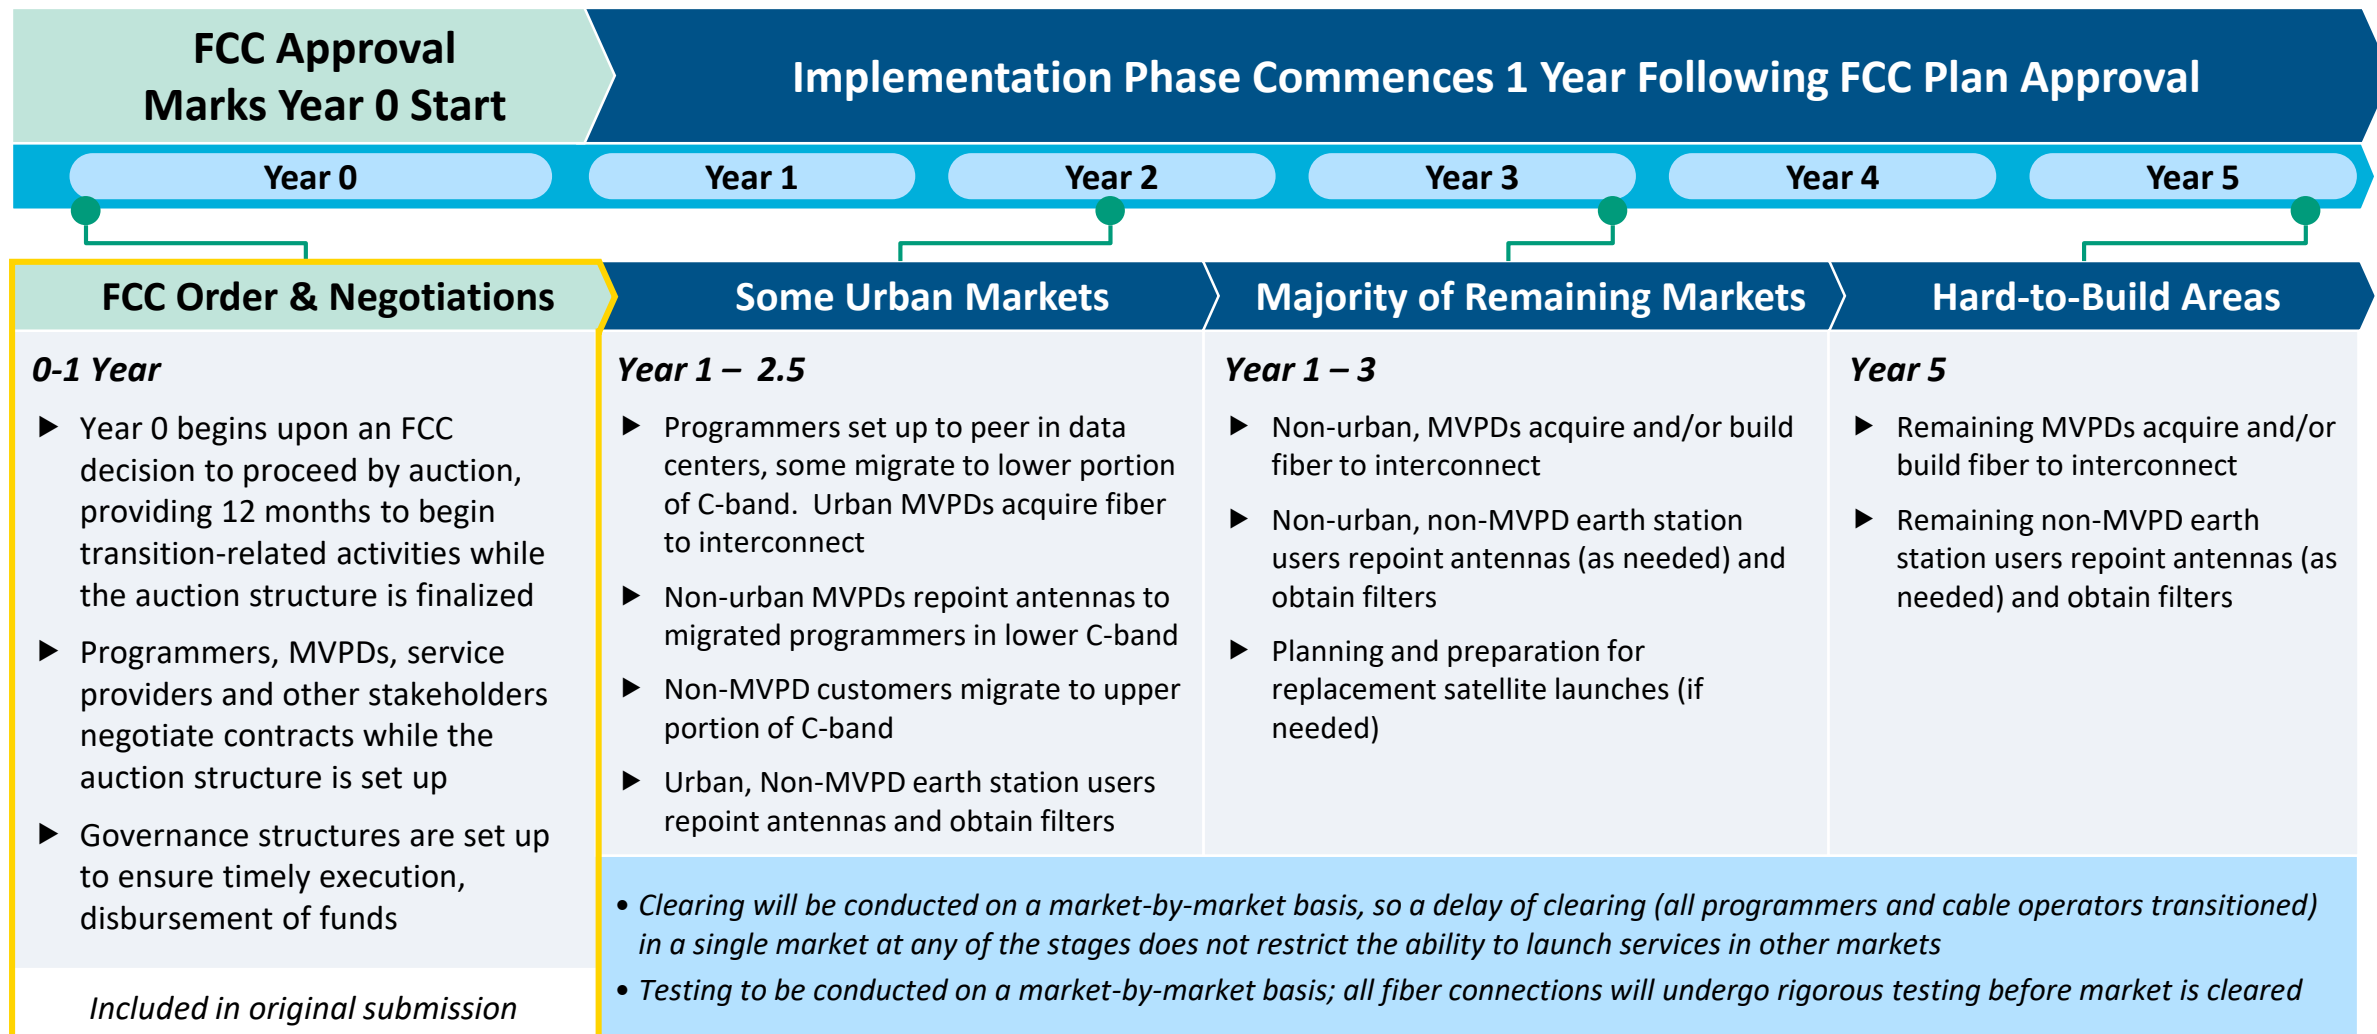 FCC Approval
Marks Year 0 Start
Implementation Phase Commences 1 Year Following FCC Plan Approval
Year 0
Year 1
Year 2
Year 3
Year 4
Year 5
FCC Order & Negotiations
0-1 Year
▶ Year 0 begins upon an FCC
decision to proceed by auction,
providing 12 months to begin
transition-related activities while
the auction structure is finalized
▶ Programmers, MVPDs, service
providers and other stakeholders
negotiate contracts while the
auction structure is set up
▶ Governance structures are set up
to ensure timely execution,
disbursement of funds
Included in original submission
Some Urban Markets
Year 1 – 2.5
▶ Programmers set up to peer in data
centers, some migrate to lower portion
of C-band. Urban MVPDs acquire fiber
to interconnect
▶ Non-urban MVPDs repoint antennas to
migrated programmers in lower C-band
▶ Non-MVPD customers migrate to upper
portion of C-band
▶ Urban, Non-MVPD earth station users
repoint antennas and obtain filters
Majority of Remaining Markets
Year 1 – 3
▶ Non-urban, MVPDs acquire and/or build
fiber to interconnect
▶ Non-urban, non-MVPD earth station
users repoint antennas (as needed) and
obtain filters
▶ Planning and preparation for
replacement satellite launches (if
needed)
Hard-to-Build Areas
Year 5
▶ Remaining MVPDs acquire and/or
build fiber to interconnect
▶ Remaining non-MVPD earth
station users repoint antennas (as
needed) and obtain filters
• Clearing will be conducted on a market-by-market basis, so a delay of clearing (all programmers and cable operators transitioned)
in a single market at any of the stages does not restrict the ability to launch services in other markets
• Testing to be conducted on a market-by-market basis; all fiber connections will undergo rigorous testing before market is cleared